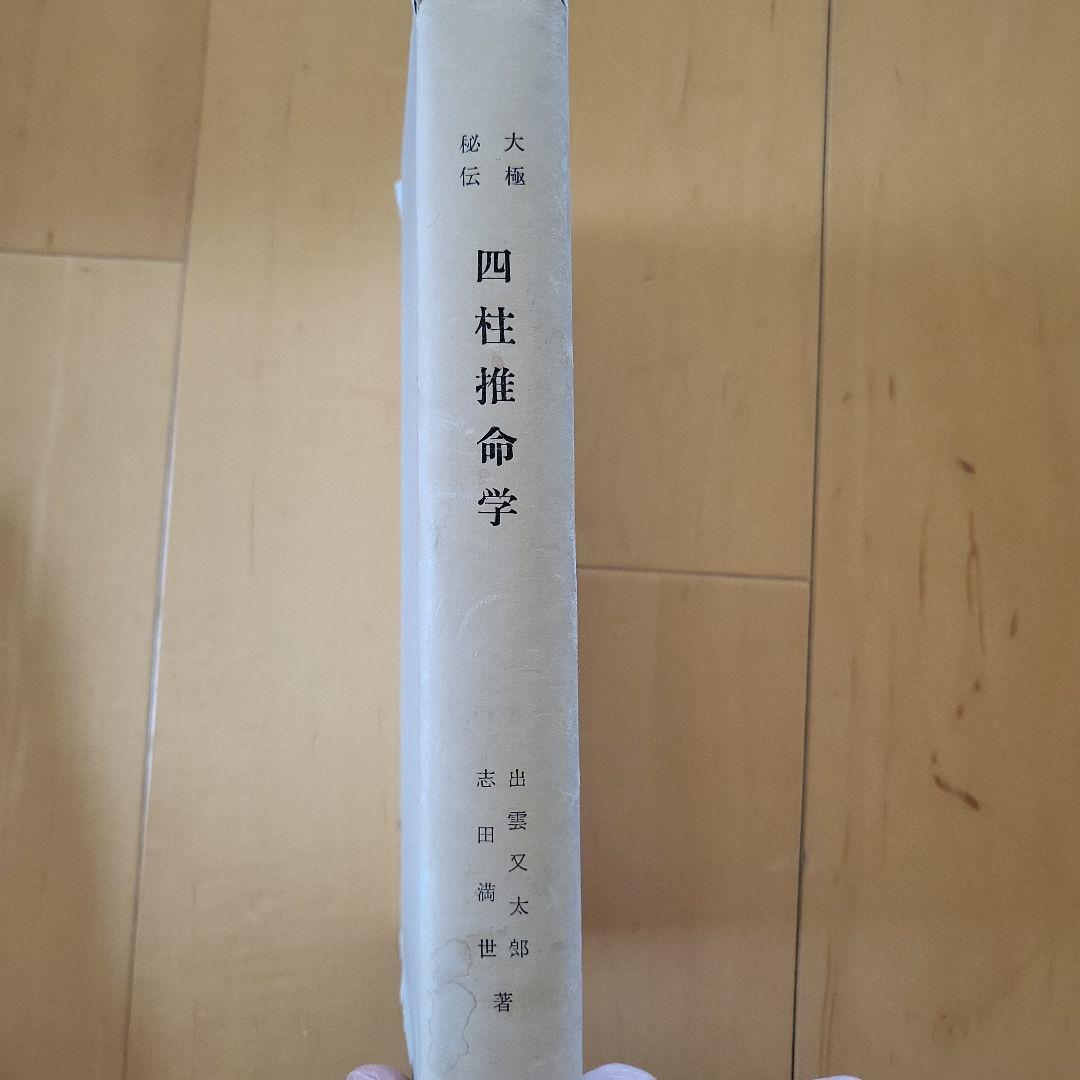 大極
秘伝
四柱推命学
出雲又太郎
志田満世
著